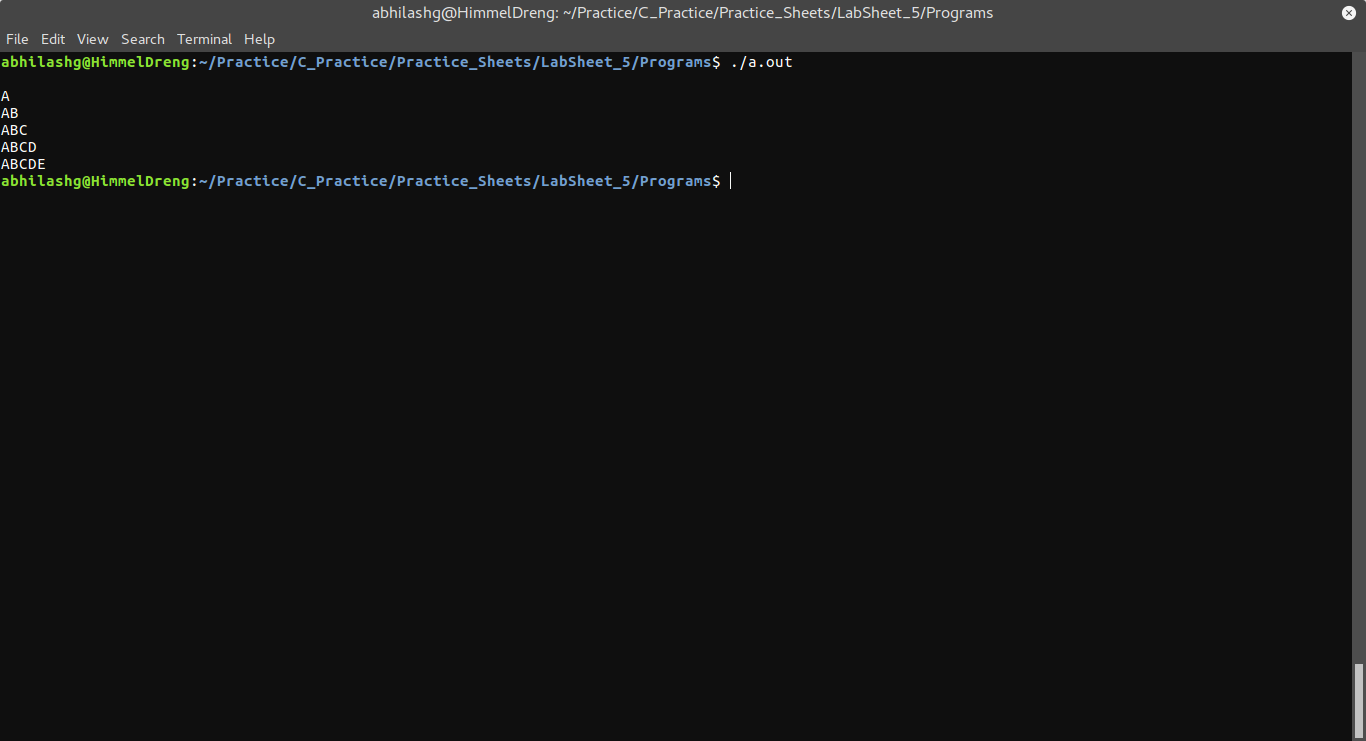 abhilashg@HimmelDreng: ~/Practice/C_Practice/Practice_Sheets/LabSheet_5/Programs
File Edit View Search Terminal Help
abhilashg@HimmelDreng:~/Practice/C_Practice/Practice_Sheets/LabSheet_5/Programs$ ./a.out
A
AB
ABC
ABCD
ABCDE
abhilashg@HimmelDreng:~/Practice/C_Practice/Practice_Sheets/LabSheet_5/Programs$